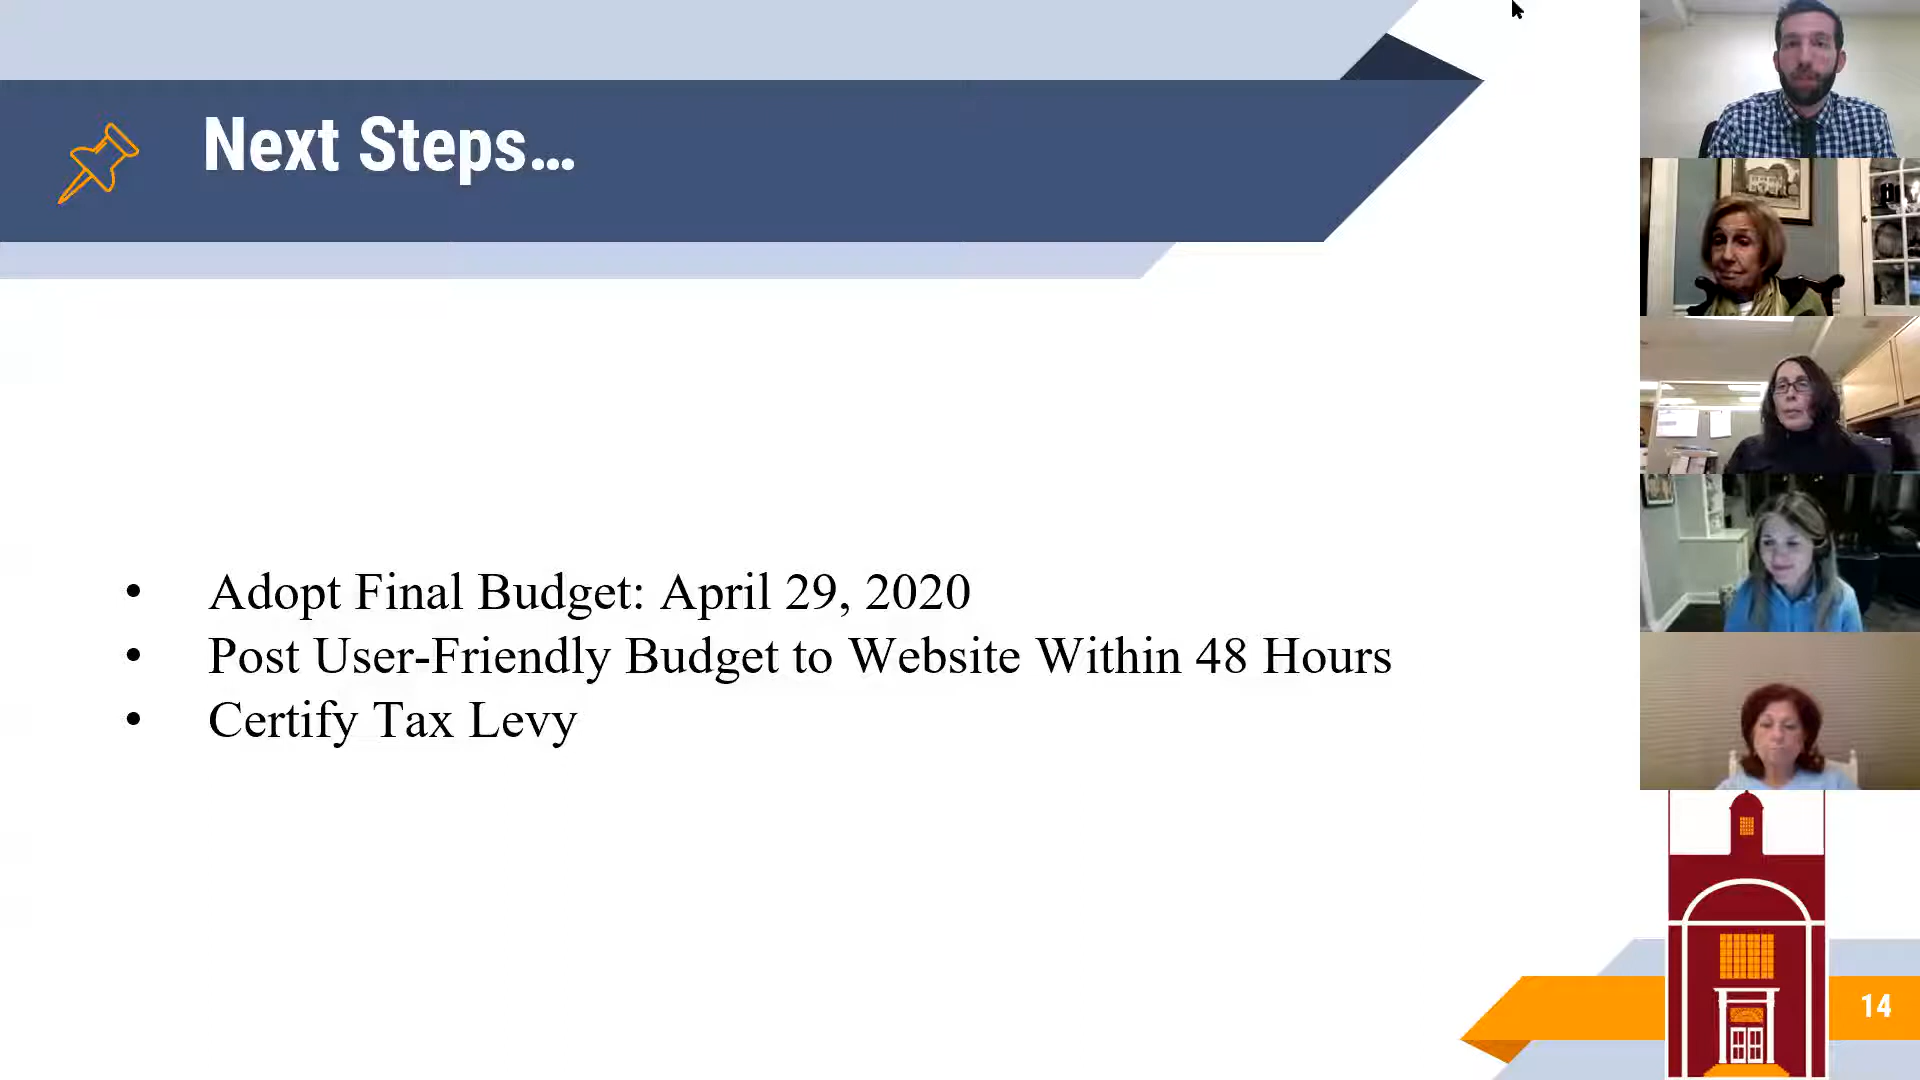 Next Steps...
• Adopt Final Budget: April 29, 2020
• Post User-Friendly Budget to Website Within 48 Hours
• Certify Tax Levy
14